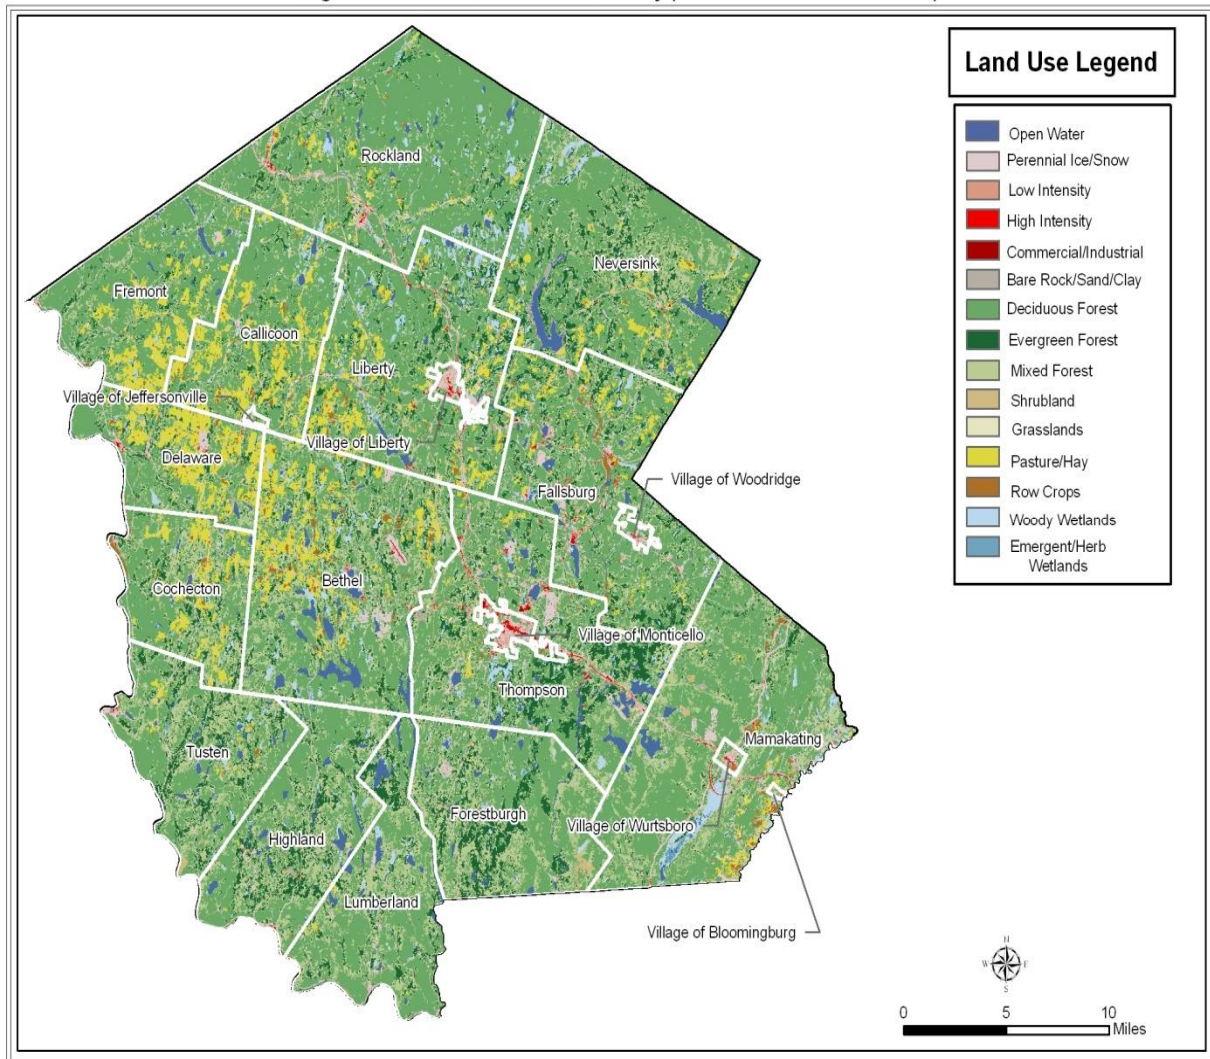 Land Use Legend
Open Water
Perennial Ice/Snow
Low Intensity
High Intensity
Commercial/Industrial
Bare Rock/Sand/Clay
Deciduous Forest
Evergreen Forest
Mixed Forest
Shrubland
Grasslands
Pasture/Hay
Row Crops
Woody Wetlands
Emergent/Herb
Wetlands
Rockland
Neversink
Fremont
Callicoon
Liberty
Village of Jeffersonville
Village of Liberty
Delaware
Village of Woodridge
Fallsburg
Bethel
Cochecton
Village of Monticello
Thompson
Mamakating
Tusten
Forestburgh
Village of Wurtsboro
Highland
Lumberland
Village of Bloomingburg
N
W E
S
0 5 10
Miles